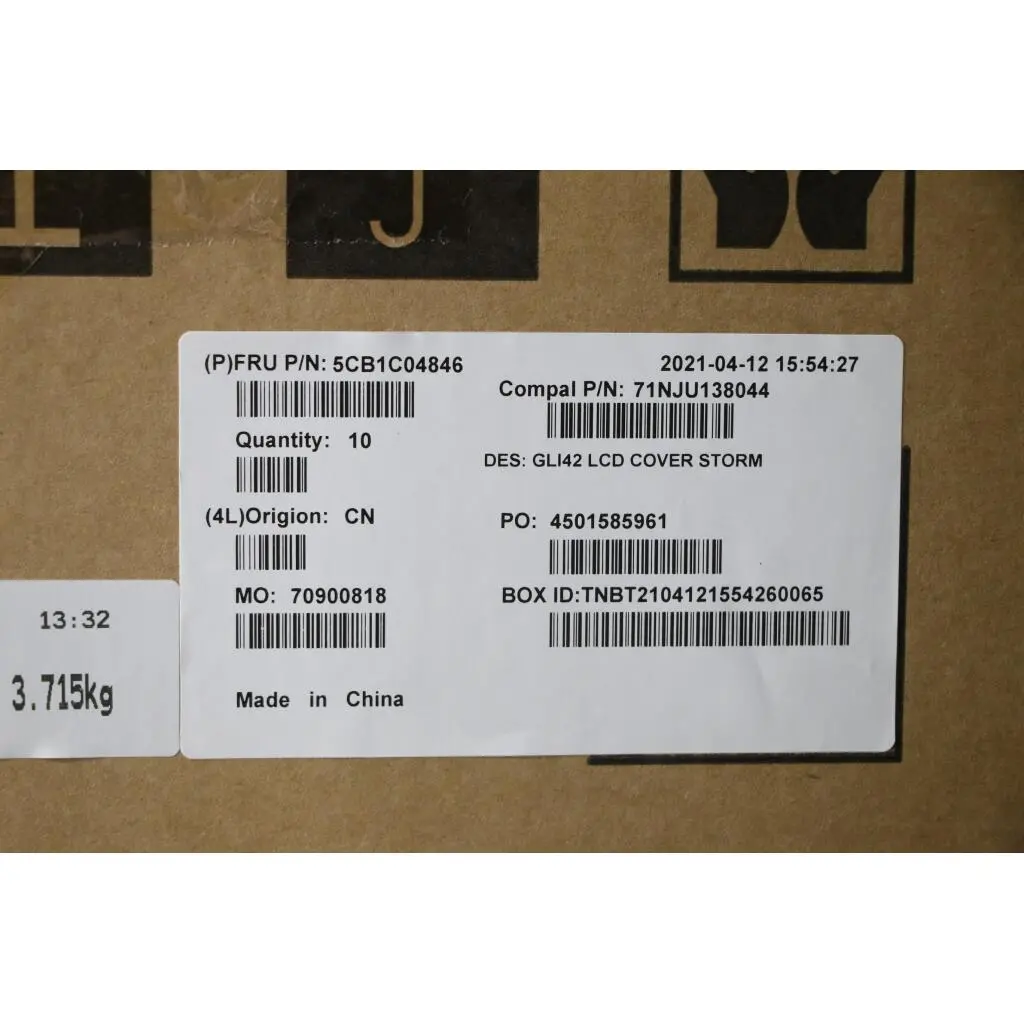 (P)FRU P/N: 5CB1C04846
2021-04-12 15:54:27
Compal P/N: 71NJU138044
Quantity: 10
DES: GLI42 LCD COVER STORM
(4L)Origion: CN
PO: 4501585961
MO: 70900818
BOX ID:TNBT2104121554260065
Made in China
13:32
3.715kg